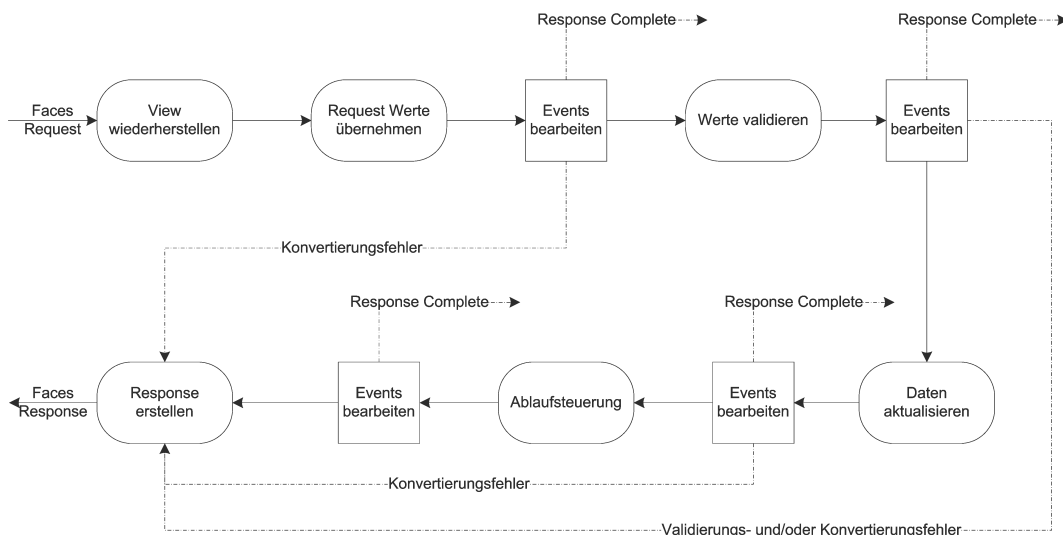 Response Complete
Response Complete
Faces
Request
View
wiederherstellen
Request Werte
übernehmen
Events
bearbeiten
Werte validieren
Events
bearbeiten
Konvertierungsfehler
Response Complete
Response Complete
Faces
Response
Response
erstellen
Events
bearbeiten
Ablaufsteuerung
Events
bearbeiten
Daten
aktualisieren
Konvertierungsfehler
Validierungs- und/oder Konvertierungsfehler